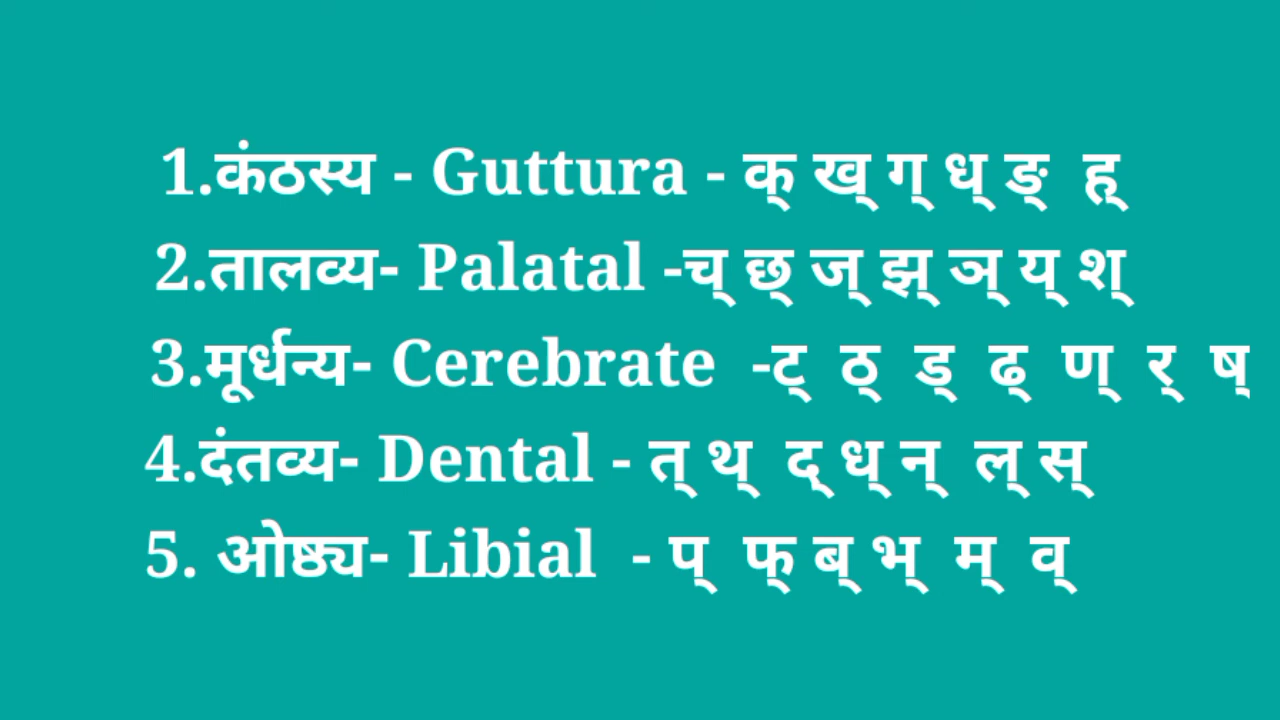 1.कंठस्य - Guttura - क् ख् ग् ध् ङ् हृ्
2.तालव्य- Palatal -च् छ् ज् झ् ञ् य् श्
3.मूर्धन्य- Cerebrate -ट् ठ् ड् ढ् ण् र् ष्
4.दंतव्य- Dental - त् थ् द् ध् न् ल् स्
5. ओष्ठ्य- Libial - प् फ् ब् भ् म् व्